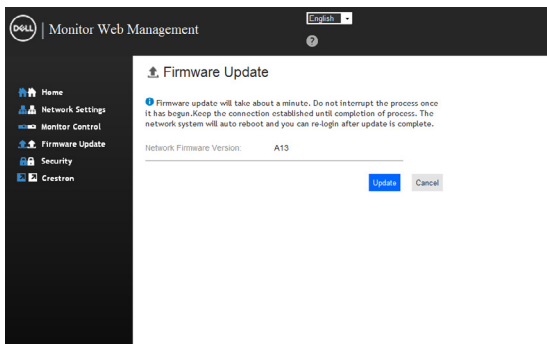 DELL | Monitor Web Management
English
?
Home
Network Settings
Monitor Control
Firmware Update
Security
Crestron
Firmware Update
Firmware update will take about a minute. Do not interrupt the process once
it has begun.Keep the connection established until completion of process. The
network system will auto reboot and you can re-login after update is complete.
Network Firmware Version: A13
Update Cancel